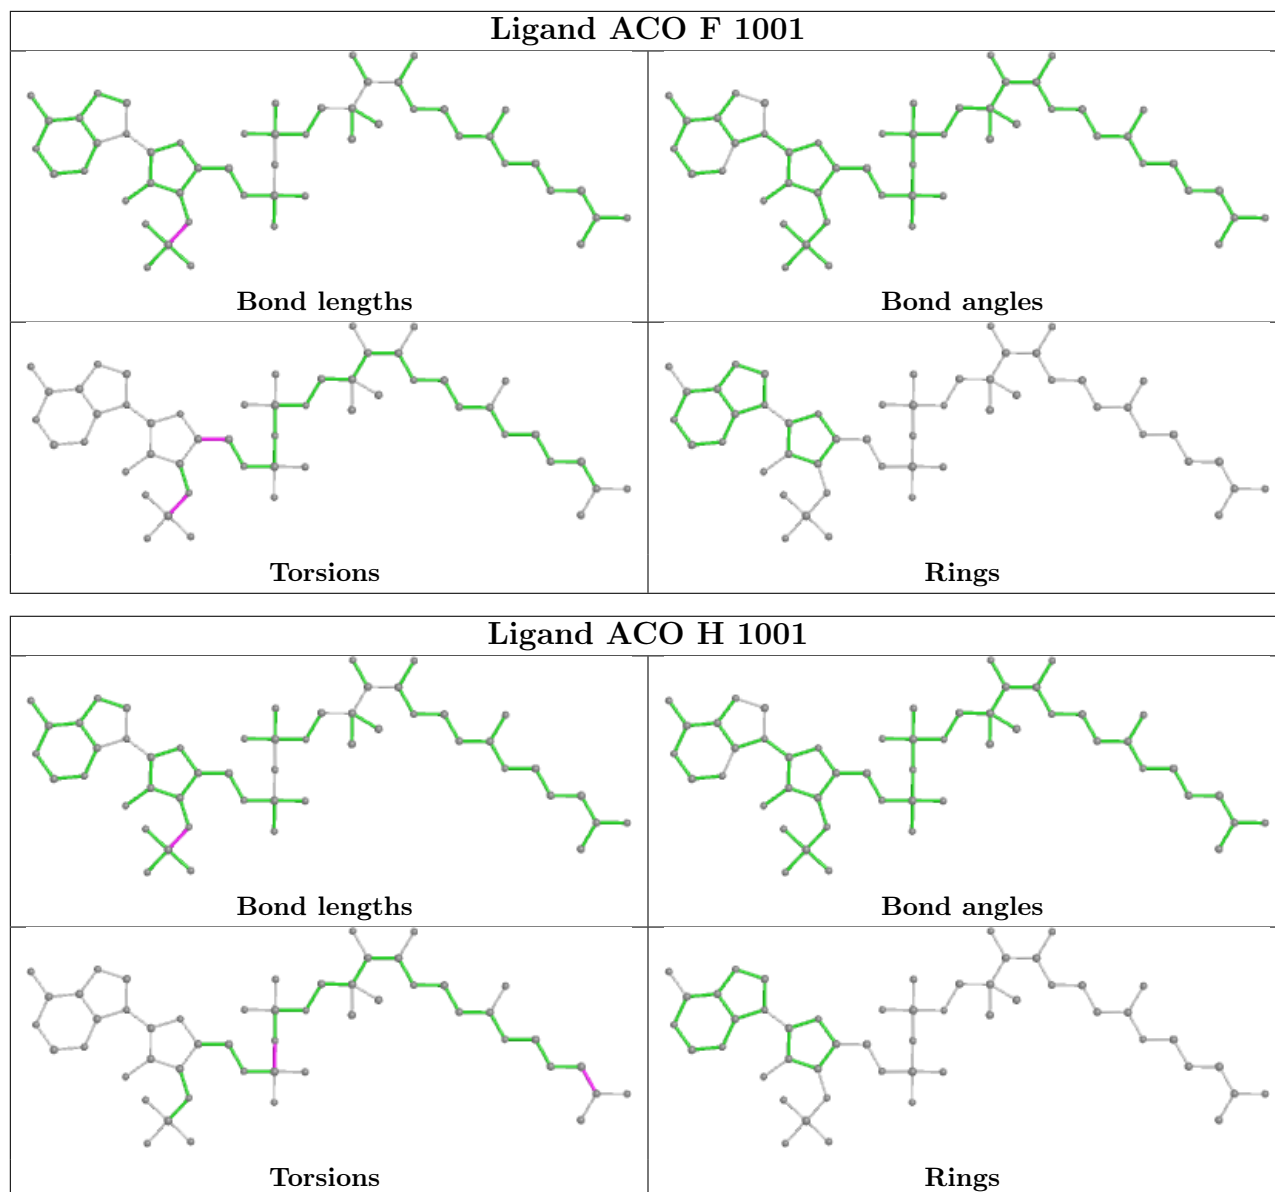 Ligand ACO F 1001
Bond lengths
Bond angles
Torsions
Rings
Ligand ACO H 1001
Bond lengths
Bond angles
Torsions
Rings